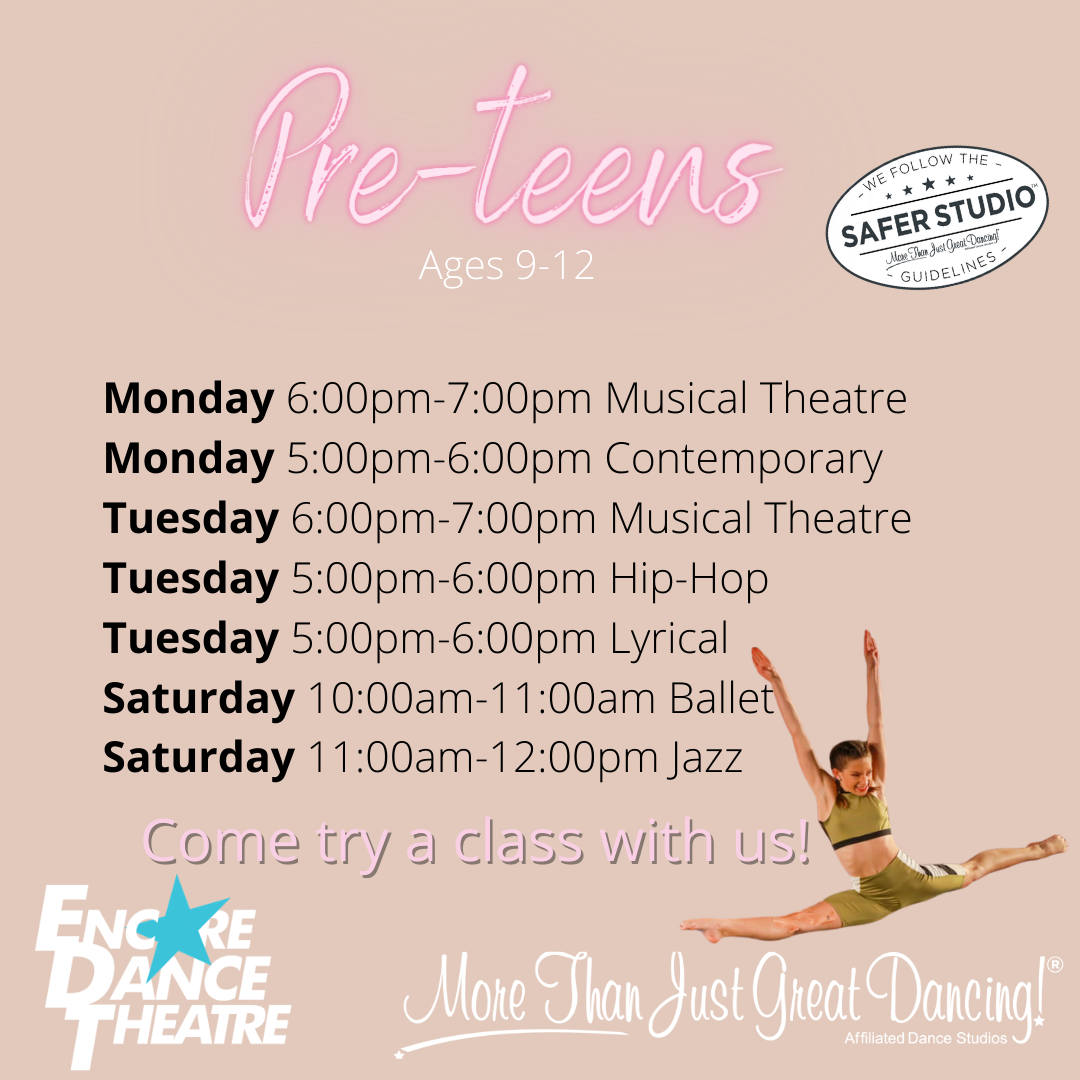 Pre-teens
Ages 9-12
- WE FOLLOW THE -
SAFER STUDIO™
More Than Just Great Dancing!
- GUIDELINES -
Monday 6:00pm-7:00pm Musical Theatre
Monday 5:00pm-6:00pm Contemporary
Tuesday 6:00pm-7:00pm Musical Theatre
Tuesday 5:00pm-6:00pm Hip-Hop
Tuesday 5:00pm-6:00pm Lyrical
Saturday 10:00am-11:00am Ballet
Saturday 11:00am-12:00pm Jazz
Come try a class with us!
ENCORE
DANCE
THEATRE
More Than Just Great Dancing!®
Affiliated Dance Studios